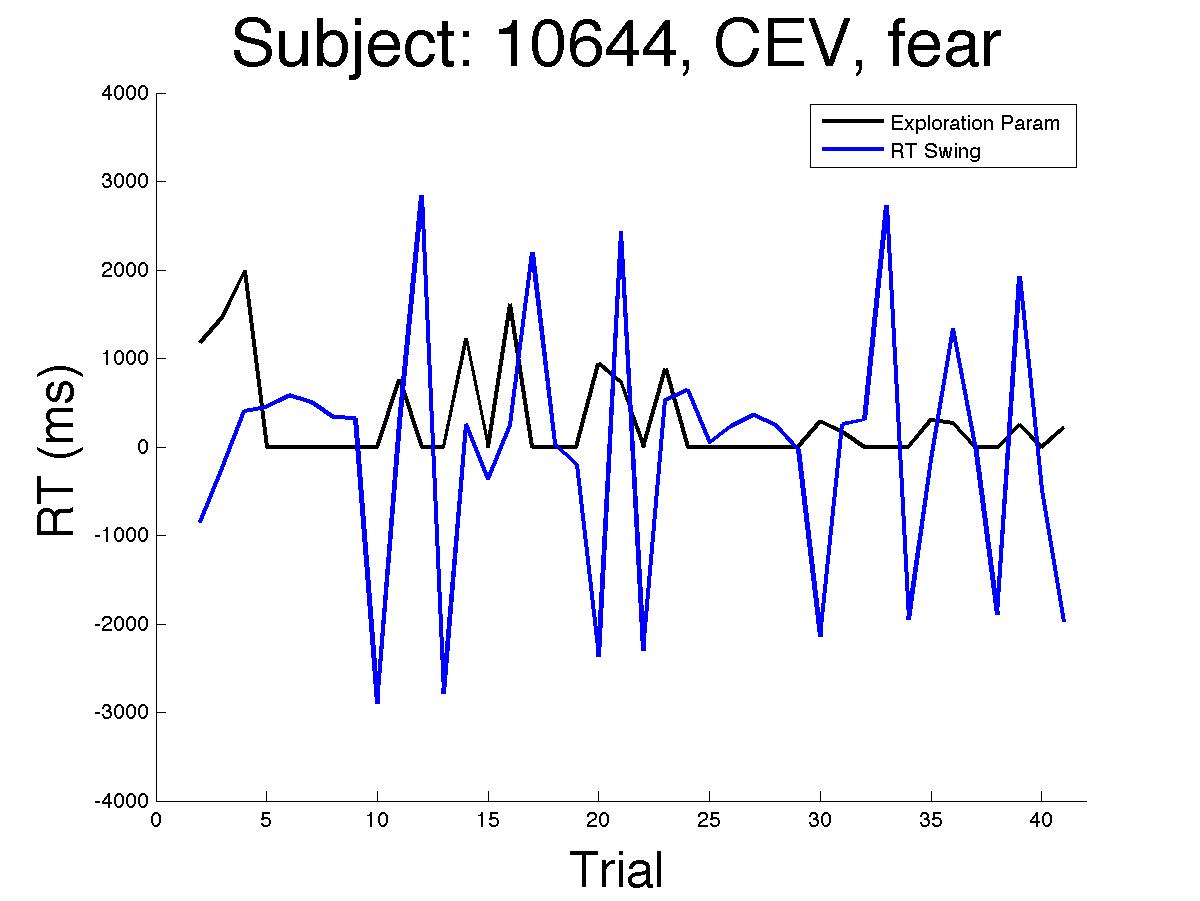 Subject: 10644, CEV, fear
Exploration Param
RT Swing
4000
3000
2000
1000
0
-1000
-2000
-3000
-4000
RT (ms)
0 5 10 15 20 25 30 35 40
Trial